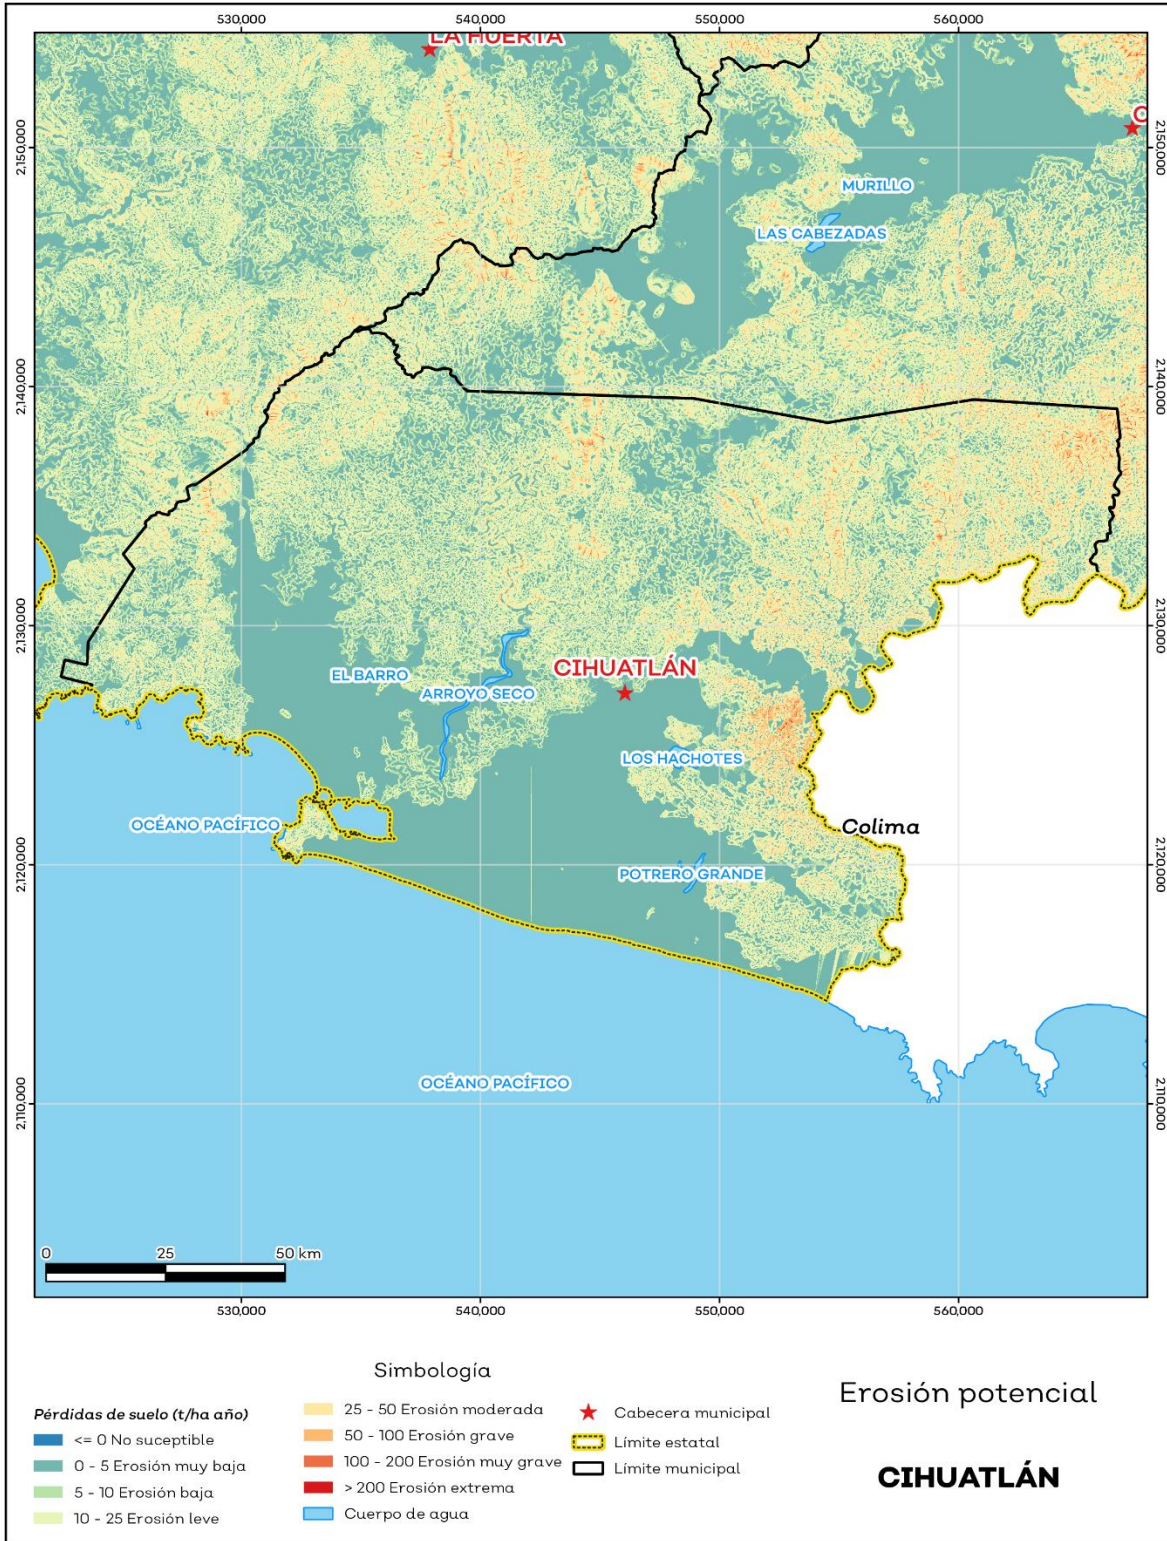 530,000
540,000
550,000
560,000
LA HUERTA
2,150,000
2,150,000
MURILLO
LAS CABEZADAS
2,140,000
2,140,000
2,130,000
2,130,000
CIHUATLÁN
EL BARRO
ARROYO SECO
LOS HACHOTES
OCÉANO PACÍFICO
Colima
2,120,000
2,120,000
POTRERO GRANDE
OCÉANO PACÍFICO
2,110,000
2,110,000
0
25
50 km
530,000
540,000
550,000
560,000
Simbología
Pérdidas de suelo (t/ha año)
<= 0 No suceptible
0 - 5 Erosión muy baja
5 - 10 Erosión baja
10 - 25 Erosión leve
25 - 50 Erosión moderada
50 - 100 Erosión grave
100 - 200 Erosión muy grave
> 200 Erosión extrema
Cuerpo de agua
Cabecera municipal
Límite estatal
Límite municipal
Erosión potencial
CIHUATLÁN